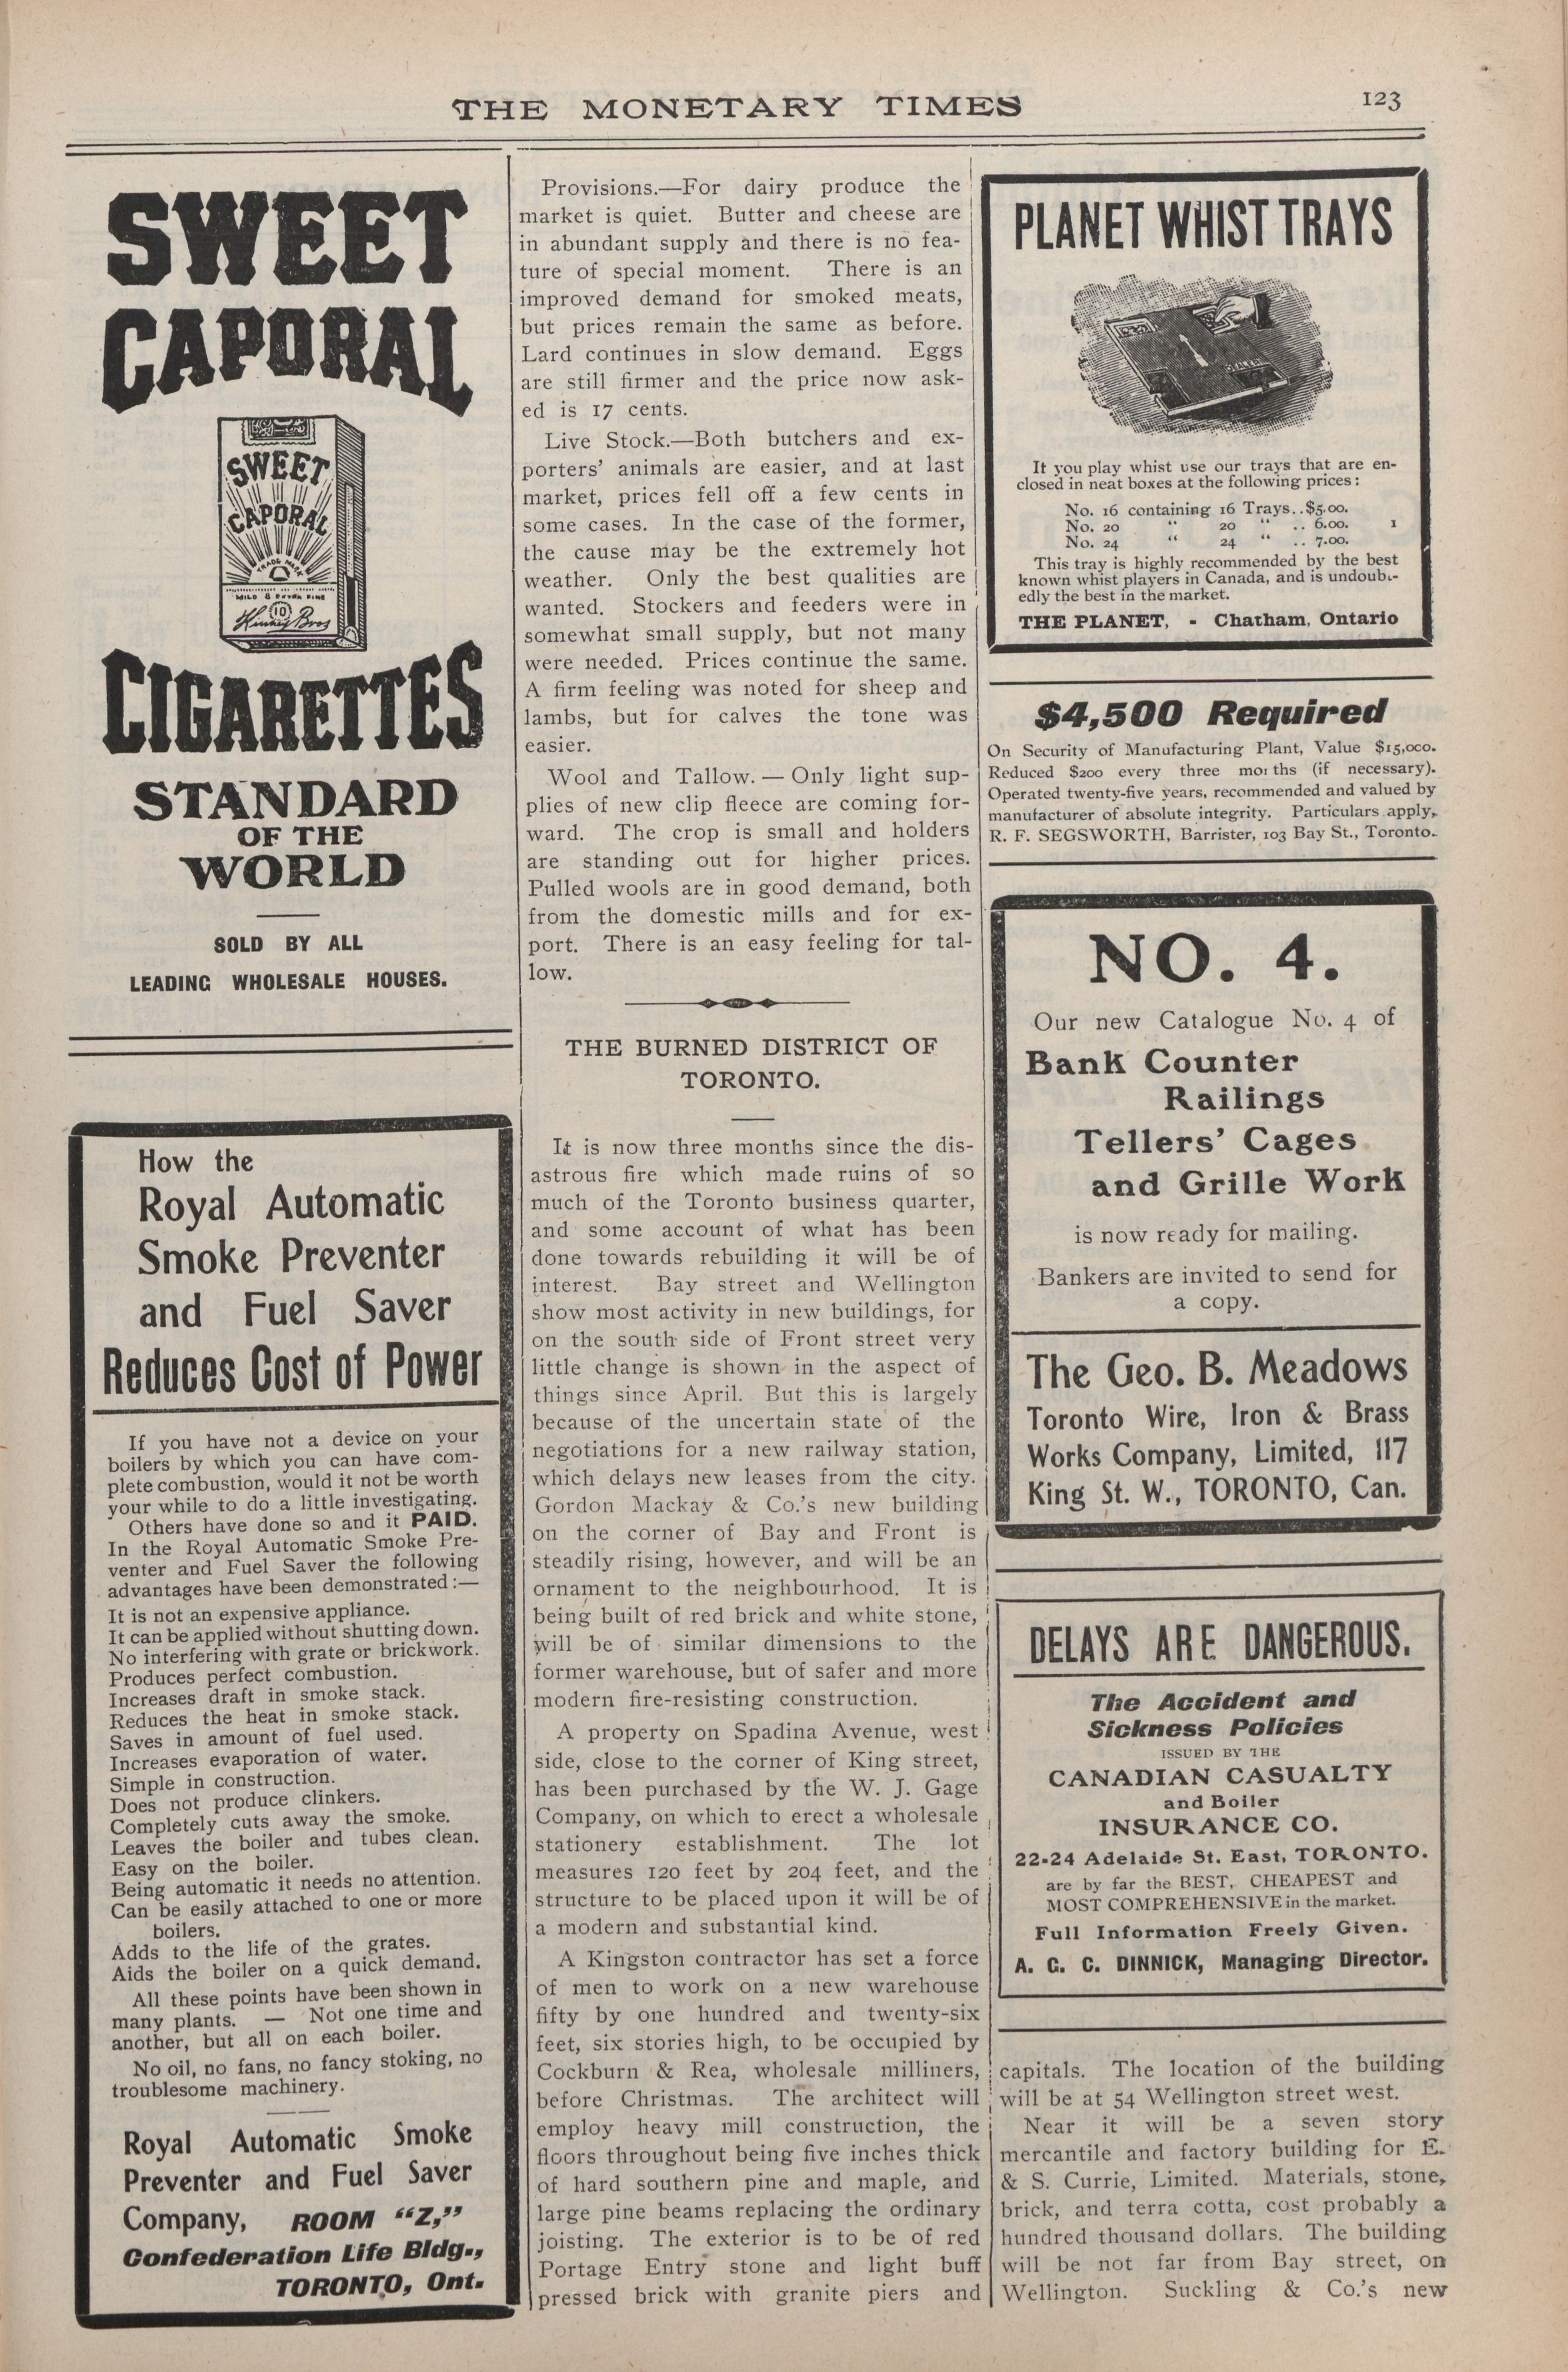 THE MONETARY TIMES
123
SWEET
CAPORAL
SWEET
CAPORAL
TRADE MARK
MILD & EXTRA FINE
10
Kinney Bros
CIGARETTES
STANDARD
OF THE
WORLD
SOLD BY ALL
LEADING WHOLESALE HOUSES.
How the
Royal Automatic
Smoke Preventer
and Fuel Saver
Reduces Cost of Power
If you have not a device on your
boilers by which you can have com-
plete combustion, would it not be worth
your while to do a little investigating.
Others have done so and it PAID.
In the Royal Automatic Smoke Pre-
venter and Fuel Saver the following
advantages have been demonstrated:—
It is not an expensive appliance.
It can be applied without shutting down.
No interfering with grate or brickwork.
Produces perfect combustion.
Increases draft in smoke stack.
Reduces the heat in smoke stack.
Saves in amount of fuel used.
Increases evaporation of water.
Simple in construction.
Does not produce clinkers.
Completely cuts away the smoke.
Leaves the boiler and tubes clean.
Easy on the boiler.
Being automatic it needs no attention.
Can be easily attached to one or more
boilers.
Adds to the life of the grates.
Aids the boiler on a quick demand.
All these points have been shown in
many plants. — Not one time and
another, but all on each boiler.
No oil, no fans, no fancy stoking, no
troublesome machinery.
Royal Automatic Smoke
Preventer and Fuel Saver
Company, ROOM "Z,"
Confederation Life Bldg.,
TORONTO, Ont.
Provisions.—For dairy produce the
market is quiet. Butter and cheese are
in abundant supply and there is no fea-
ture of special moment. There is an
improved demand for smoked meats,
but prices remain the same as before.
Lard continues in slow demand. Eggs
are still firmer and the price now ask-
ed is 17 cents.
Live Stock.—Both butchers and ex-
porters' animals are easier, and at last
market, prices fell off a few cents in
some cases. In the case of the former,
the cause may be the extremely hot
weather. Only the best qualities are
wanted. Stockers and feeders were in
somewhat small supply, but not many
were needed. Prices continue the same.
A firm feeling was noted for sheep and
lambs, but for calves the tone was
easier.
Wool and Tallow. — Only light sup-
plies of new clip fleece are coming for-
ward. The crop is small and holders
are standing out for higher prices.
Pulled wools are in good demand, both
from the domestic mills and for ex-
port. There is an easy feeling for tal-
low.
THE BURNED DISTRICT OF
TORONTO.
It is now three months since the dis-
astrous fire which made ruins of so
much of the Toronto business quarter,
and some account of what has been
done towards rebuilding it will be of
interest. Bay street and Wellington
show most activity in new buildings, for
on the south side of Front street very
little change is shown in the aspect of
things since April. But this is largely
because of the uncertain state of the
negotiations for a new railway station,
which delays new leases from the city.
Gordon Mackay & Co.'s new building
on the corner of Bay and Front is
steadily rising, however, and will be an
ornament to the neighbourhood. It is
being built of red brick and white stone,
will be of similar dimensions to the
former warehouse, but of safer and more
modern fire-resisting construction.
A property on Spadina Avenue, west
side, close to the corner of King street,
has been purchased by the W. J. Gage
Company, on which to erect a wholesale
stationery establishment. The lot
measures 120 feet by 204 feet, and the
structure to be placed upon it will be of
a modern and substantial kind.
A Kingston contractor has set a force
of men to work on a new warehouse
fifty by one hundred and twenty-six
feet, six stories high, to be occupied by
Cockburn & Rea, wholesale milliners,
before Christmas. The architect will
employ heavy mill construction, the
floors throughout being five inches thick
of hard southern pine and maple, and
large pine beams replacing the ordinary
joisting. The exterior is to be of red
Portage Entry stone and light buff
pressed brick with granite piers and
PLANET WHIST TRAYS
It you play whist use our trays that are en-
closed in neat boxes at the following prices:
No. 16 containing 16 Trays..$5.00.
No. 20 " 20 " .. 6.00. 1
No. 24 " 24 " .. 7.00.
This tray is highly recommended by the best
known whist players in Canada, and is undoubt-
edly the best in the market.
THE PLANET, - Chatham, Ontario
$4,500 Required
On Security of Manufacturing Plant, Value $15,000.
Reduced $200 every three months (if necessary).
Operated twenty-five years, recommended and valued by
manufacturer of absolute integrity. Particulars apply,
R. F. SEGSWORTH, Barrister, 103 Bay St., Toronto.
NO. 4.
Our new Catalogue No. 4 of
Bank Counter
Railings
Tellers' Cages
and Grille Work
is now ready for mailing.
Bankers are invited to send for
a copy.
The Geo. B. Meadows
Toronto Wire, Iron & Brass
Works Company, Limited, 117
King St. W., TORONTO, Can.
DELAYS ARE DANGEROUS.
The Accident and
Sickness Policies
ISSUED BY THE
CANADIAN CASUALTY
and Boiler
INSURANCE CO.
22-24 Adelaide St. East, TORONTO.
are by far the BEST, CHEAPEST and
MOST COMPREHENSIVE in the market.
Full Information Freely Given.
A. G. C. DINNICK, Managing Director.
capitals. The location of the building
will be at 54 Wellington street west.
Near it will be a seven story
mercantile and factory building for E.
& S. Currie, Limited. Materials, stone,
brick, and terra cotta, cost probably a
hundred thousand dollars. The building
will be not far from Bay street, on
Wellington. Suckling & Co.'s new